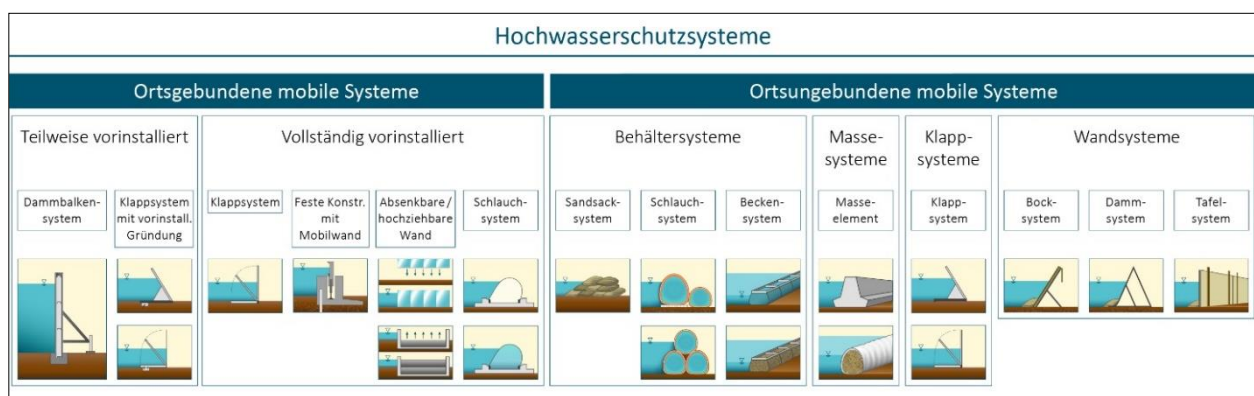 Hochwasserschutzsysteme
Ortsgebundene mobile Systeme
Ortsungebundene mobile Systeme
Teilweise vorinstalliert
Vollständig vorinstalliert
Behältersysteme
Masse-
systeme
Klapp-
systeme
Wandsysteme
Dammbalken-
system
Klappsystem
mit vorinstall.
Gründung
Klappsystem
Feste Konstr.
mit
Mobilwand
Absenkbare/
hochziehbare
Wand
Schlauch-
system
Sandsack-
system
Schlauch-
system
Becken-
system
Masse-
element
Klapp-
system
Bock-
system
Damm-
system
Tafel-
system